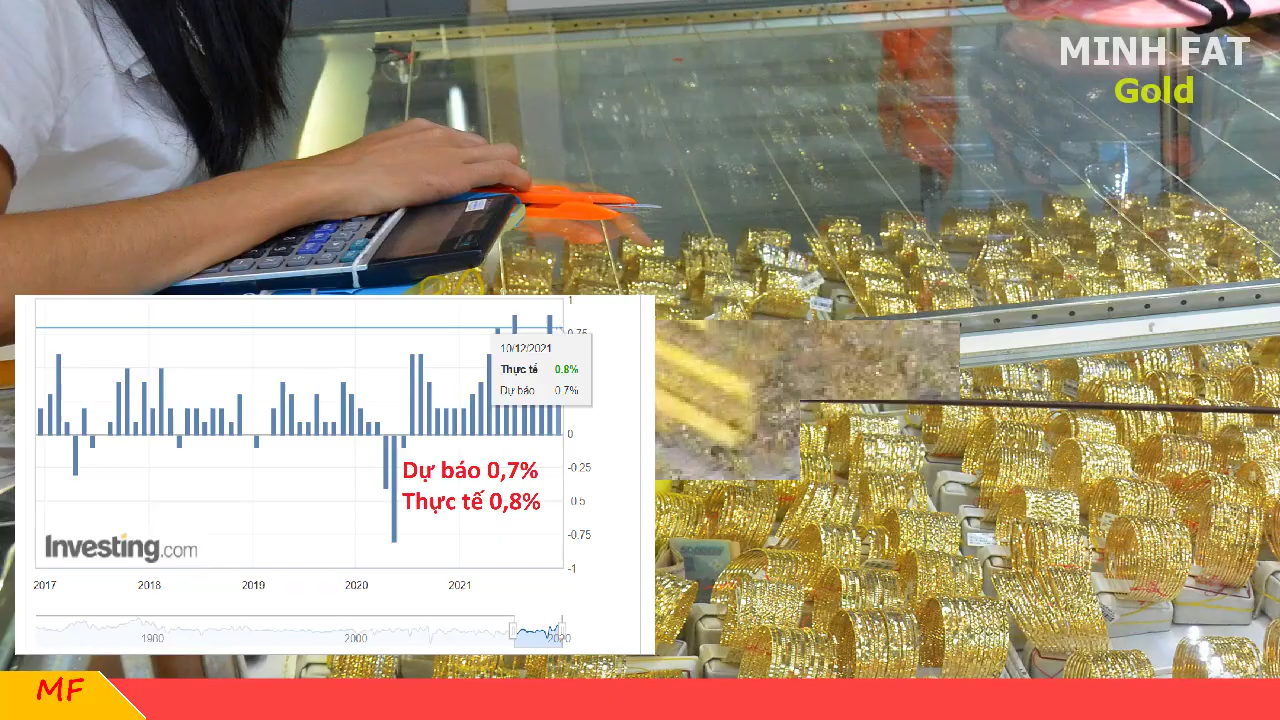 MINH FAT
Gold
1
0.75
10/12/2021
Thực tế 0.8%
Dự báo 0.7%
0
-0.25
-0.5
-0.75
-1
Dự báo 0,7%
Thực tế 0,8%
Investing.com
2017 2018 2019 2020 2021
1980 2000 2020
MF